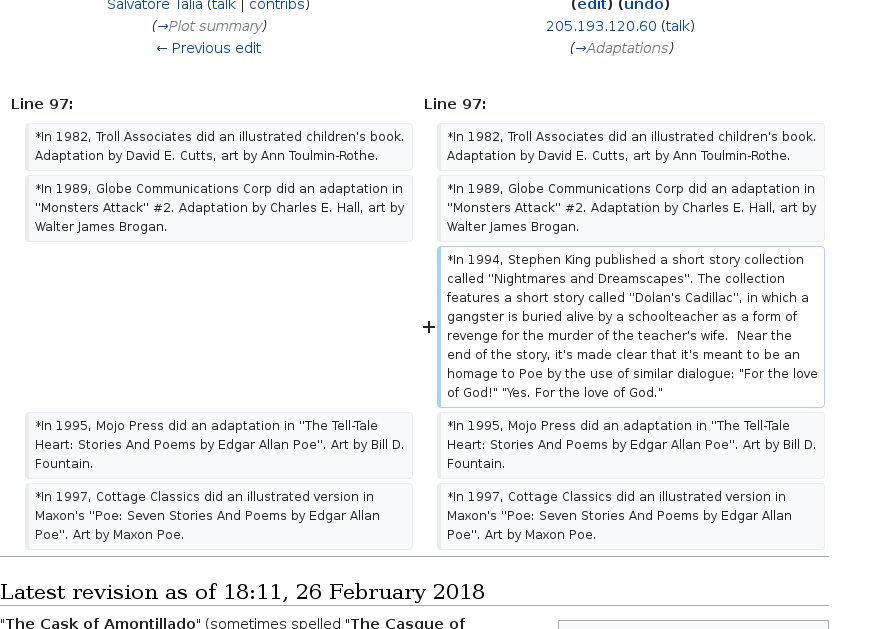 Salvatore Talia (talk | contribs)
(→Plot summary)
← Previous edit
(edit) (undo)
205.193.120.60 (talk)
(→Adaptations)
Line 97:
Line 97:
*In 1982, Troll Associates did an illustrated children's book.
Adaptation by David E. Cutts, art by Ann Toulmin-Rothe.
*In 1982, Troll Associates did an illustrated children's book.
Adaptation by David E. Cutts, art by Ann Toulmin-Rothe.
*In 1989, Globe Communications Corp did an adaptation in
''Monsters Attack'' #2. Adaptation by Charles E. Hall, art by
Walter James Brogan.
*In 1989, Globe Communications Corp did an adaptation in
''Monsters Attack'' #2. Adaptation by Charles E. Hall, art by
Walter James Brogan.
+
*In 1994, Stephen King published a short story collection
called ''Nightmares and Dreamscapes''. The collection
features a short story called ''Dolan's Cadillac'', in which a
gangster is buried alive by a schoolteacher as a form of
revenge for the murder of the teacher's wife.  Near the
end of the story, it's made clear that it's meant to be an
homage to Poe by the use of similar dialogue: "For the love
of God!" "Yes. For the love of God."
*In 1995, Mojo Press did an adaptation in ''The Tell-Tale
Heart: Stories And Poems by Edgar Allan Poe''. Art by Bill D.
Fountain.
*In 1995, Mojo Press did an adaptation in ''The Tell-Tale
Heart: Stories And Poems by Edgar Allan Poe''. Art by Bill D.
Fountain.
*In 1997, Cottage Classics did an illustrated version in
Maxon's ''Poe: Seven Stories And Poems by Edgar Allan
Poe''. Art by Maxon Poe.
*In 1997, Cottage Classics did an illustrated version in
Maxon's ''Poe: Seven Stories And Poems by Edgar Allan
Poe''. Art by Maxon Poe.
Latest revision as of 18:11, 26 February 2018
"The Cask of Amontillado" (sometimes spelled "The Casque of